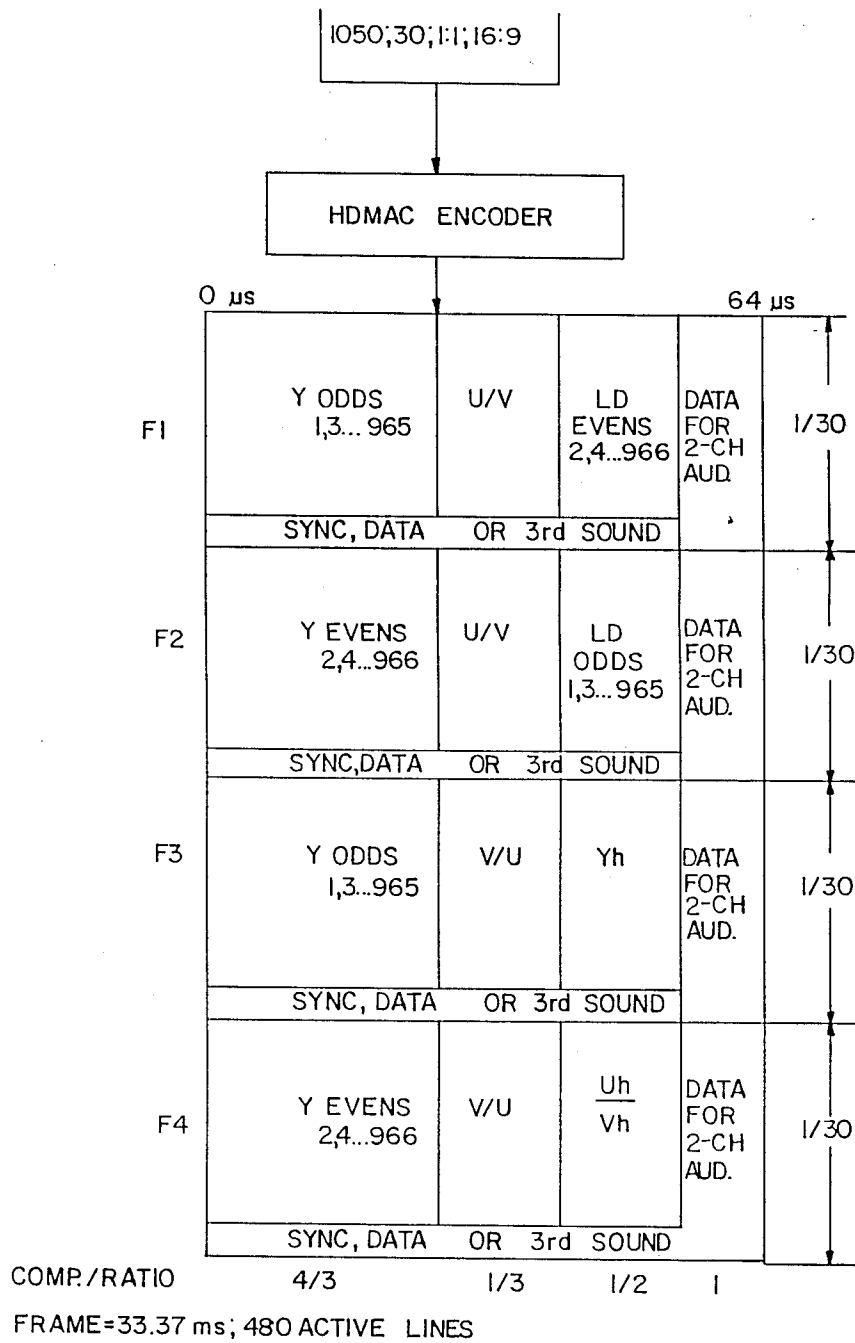 1050;30;1:1;16:9
HDMAC ENCODER
0 µs
64 µs
F1
Y ODDS
1,3...965
U/V
LD
EVENS
2,4...966
DATA
FOR
2-CH
AUD.
1/30
SYNC, DATA OR 3rd SOUND
F2
Y EVENS
2,4...966
U/V
LD
ODDS
1,3...965
DATA
FOR
2-CH
AUD.
1/30
SYNC,DATA OR 3rd SOUND
F3
Y ODDS
1,3...965
V/U
Yh
DATA
FOR
2-CH
AUD.
1/30
SYNC, DATA OR 3rd SOUND
F4
Y EVENS
2,4...966
V/U
Uh
Vh
DATA
FOR
2-CH
AUD.
1/30
SYNC, DATA OR 3rd SOUND
COMP./RATIO 4/3 1/3 1/2 1
FRAME=33.37 ms; 480 ACTIVE LINES